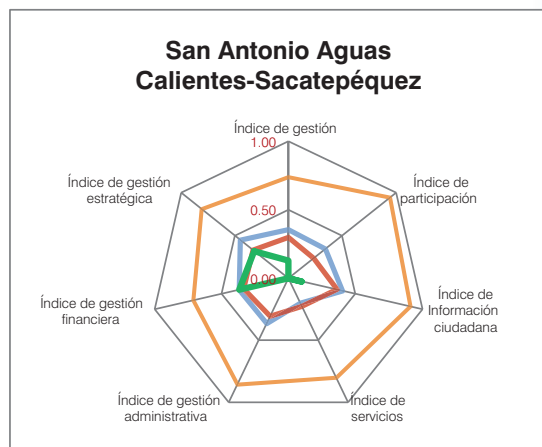 San Antonio Aguas
Calientes-Sacatepéquez
Índice de gestión
1.00
Índice de gestión
estratégica
Índice de
participación
0.50
0.00
Índice de gestión
financiera
Índice de
Información
ciudadana
Índice de gestión
administrativa
Índice de
servicios